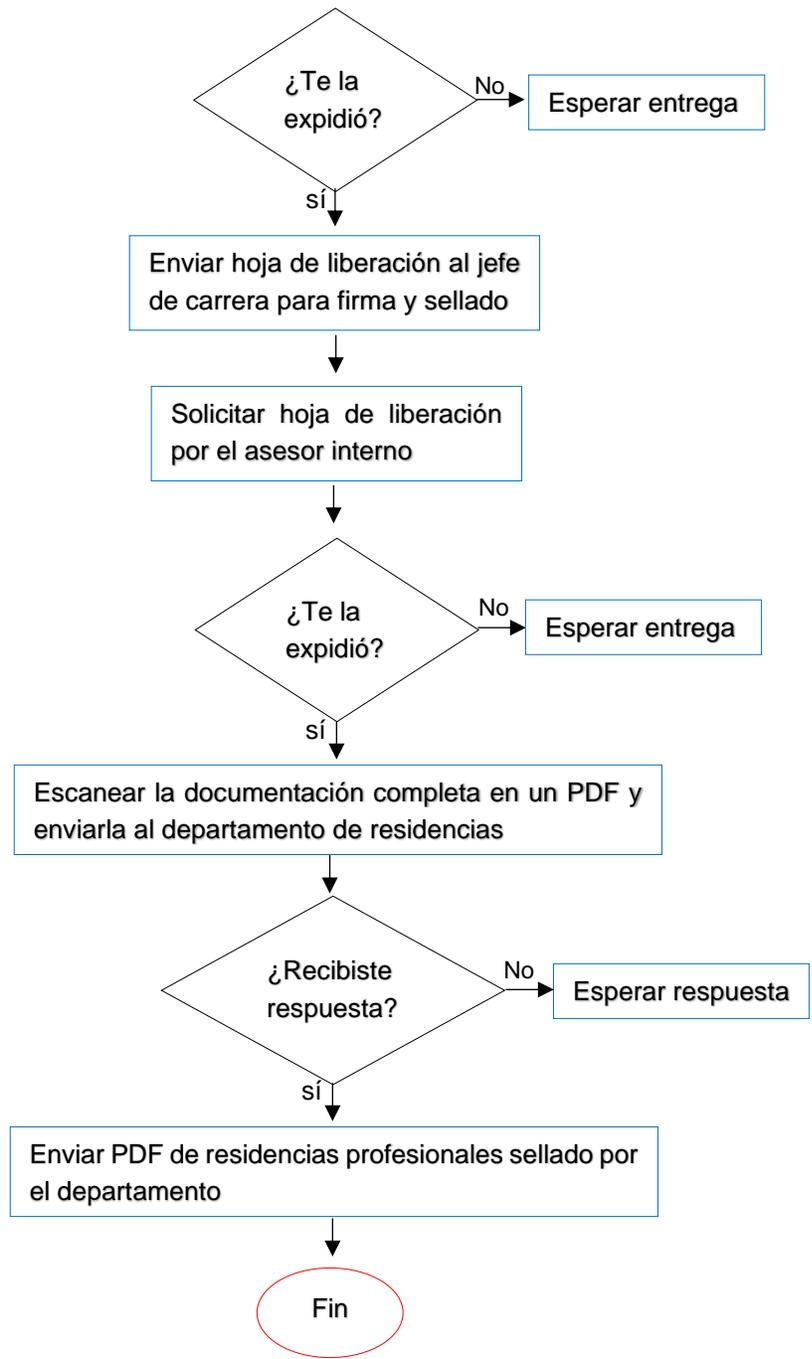 ¿Te la
expidió?
No
Esperar entrega
sí
Enviar hoja de liberación al jefe
de carrera para firma y sellado
Solicitar hoja de liberación
por el asesor interno
¿Te la
expidió?
No
Esperar entrega
sí
Escanear la documentación completa en un PDF y
enviarla al departamento de residencias
¿Recibiste
respuesta?
No
Esperar respuesta
sí
Enviar PDF de residencias profesionales sellado por
el departamento
Fin